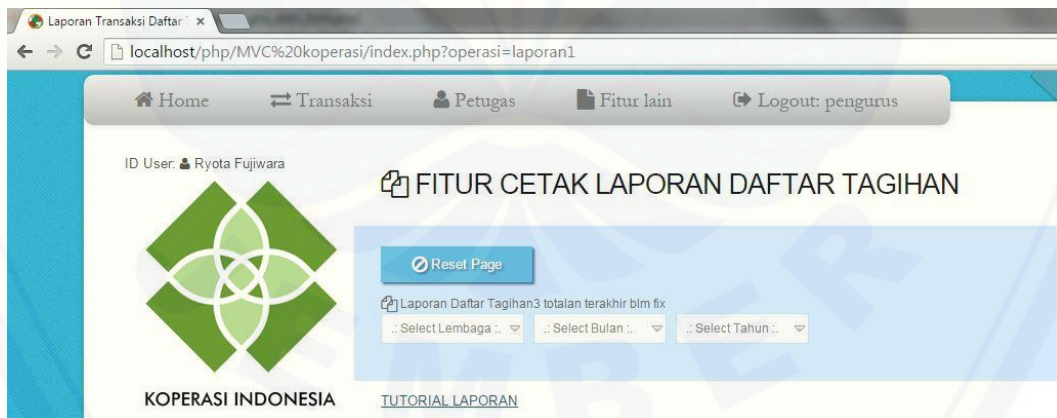 Laporan Transaksi Daftar T
localhost/php/MVC%20koperasi/index.php?operasi=laporan1
Home Transaksi Petugas Fitur lain Logout: pengurus
ID User: Ryota Fujiwara
FITUR CETAK LAPORAN DAFTAR TAGIHAN
Reset Page
Laporan Daftar Tagihan3 totalan terakhir blm fix
.: Select Lembaga :. .: Select Bulan :. .: Select Tahun :.
KOPERASI INDONESIA
TUTORIAL LAPORAN
EMBER